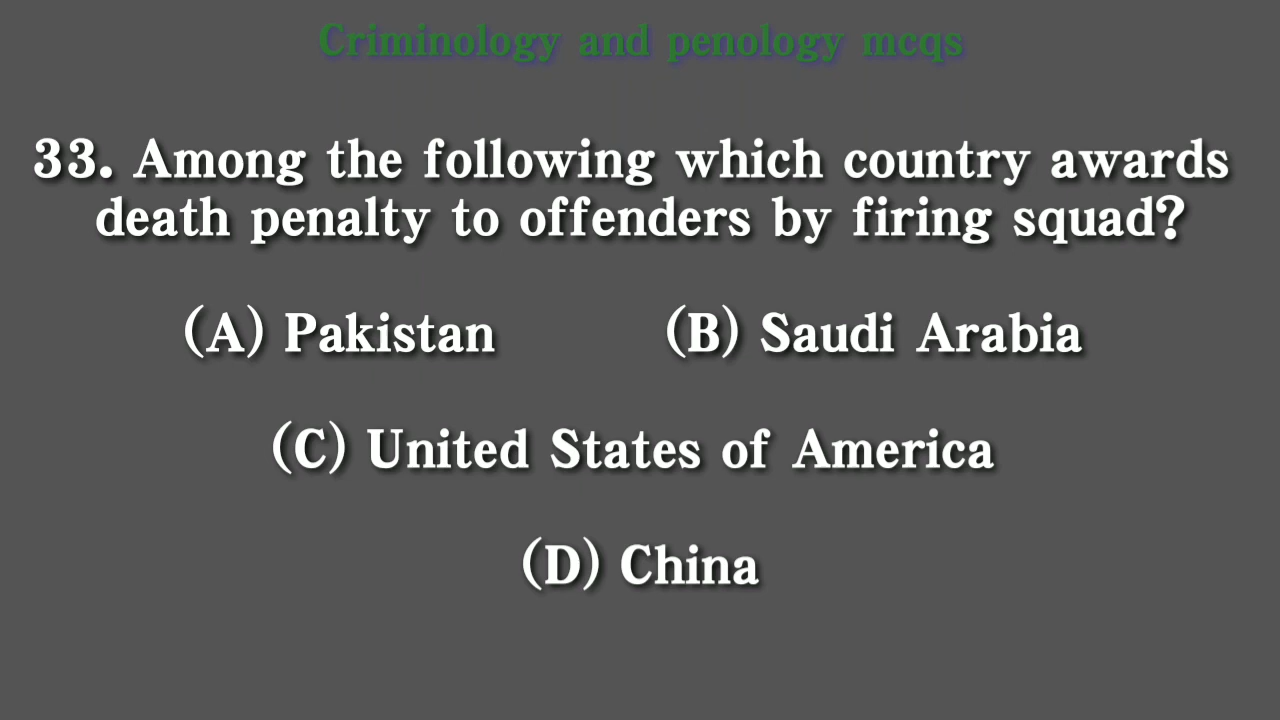 Criminology and penology mcqs
33. Among the following which country awards
death penalty to offenders by firing squad?
(A) Pakistan (B) Saudi Arabia
(C) United States of America
(D) China